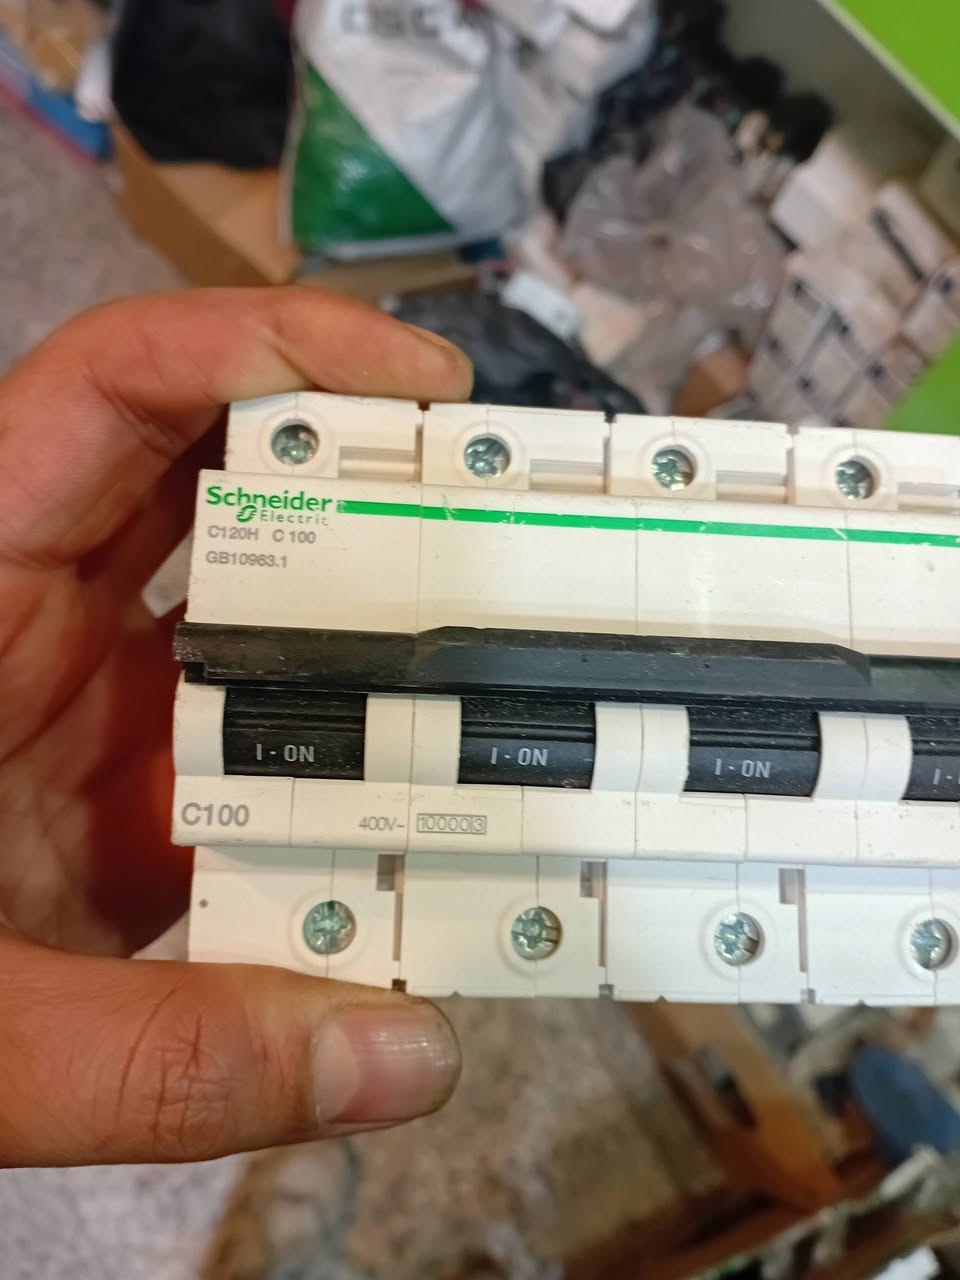 Schneider
Electric
C120H C 100
GB10963.1
I - ON
I - ON
I - ON
C100
400V~
10000 3